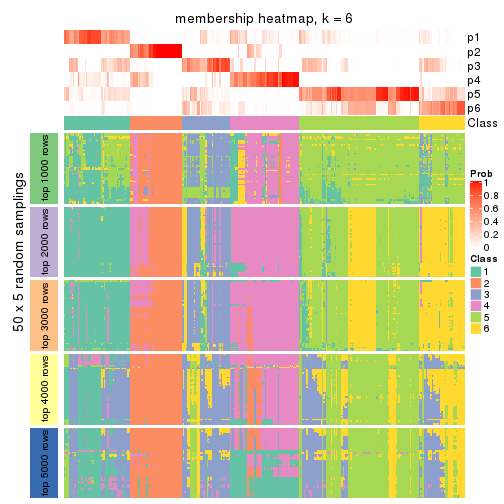 membership heatmap, k = 6
p1
p2
p3
p4
p5
p6
Class
50 x 5 random samplings
top 1000 rows
top 2000 rows
top 3000 rows
top 4000 rows
top 5000 rows
Prob
1
0.8
0.6
0.4
0.2
0
Class
1
2
3
4
5
6